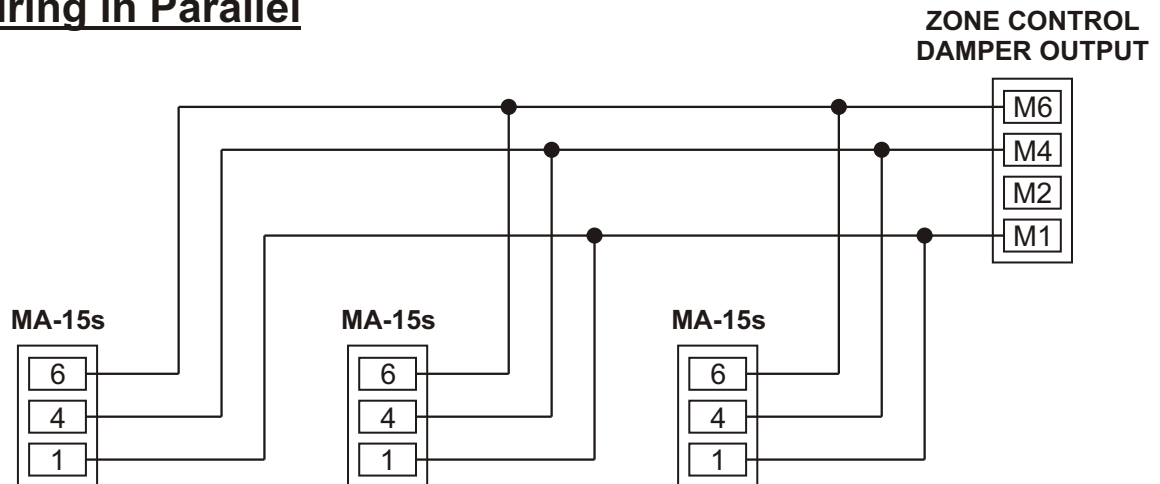 in Parallel
ZONE CONTROL
DAMPER OUTPUT
M6
M4
M2
M1
MA-15s
6
4
1
MA-15s
6
4
1
MA-15s
6
4
1